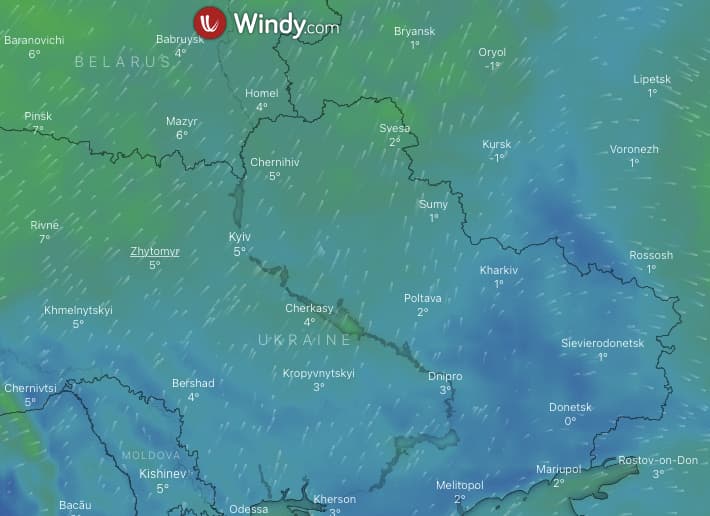 Windy.com
Baranovichi
6°
Babruysk
4°
Bryansk
1°
Oryol
-1°
BELARUS
Lipetsk
1°
Homel
4°
Pinsk
7°
Mazyr
6°
Svesa
2°
Kursk
-1°
Voronezh
1°
Chernihiv
5°
Sumy
1°
Rivne
7°
Kyiv
5°
Zhytomyr
5°
Rossosh
1°
Kharkiv
1°
Poltava
2°
Khmelnytskyi
5°
Cherkasy
4°
UKRAINE
Sievierodonetsk
1°
Kropyvnytskyi
3°
Dnipro
3°
Chernivtsi
5°
Bershad
4°
Donetsk
0°
MOLDOVA
Kishinev
5°
Rostov-on-Don
3°
Mariupol
2°
Melitopol
2°
Kherson
3°
Bacău
Odessa